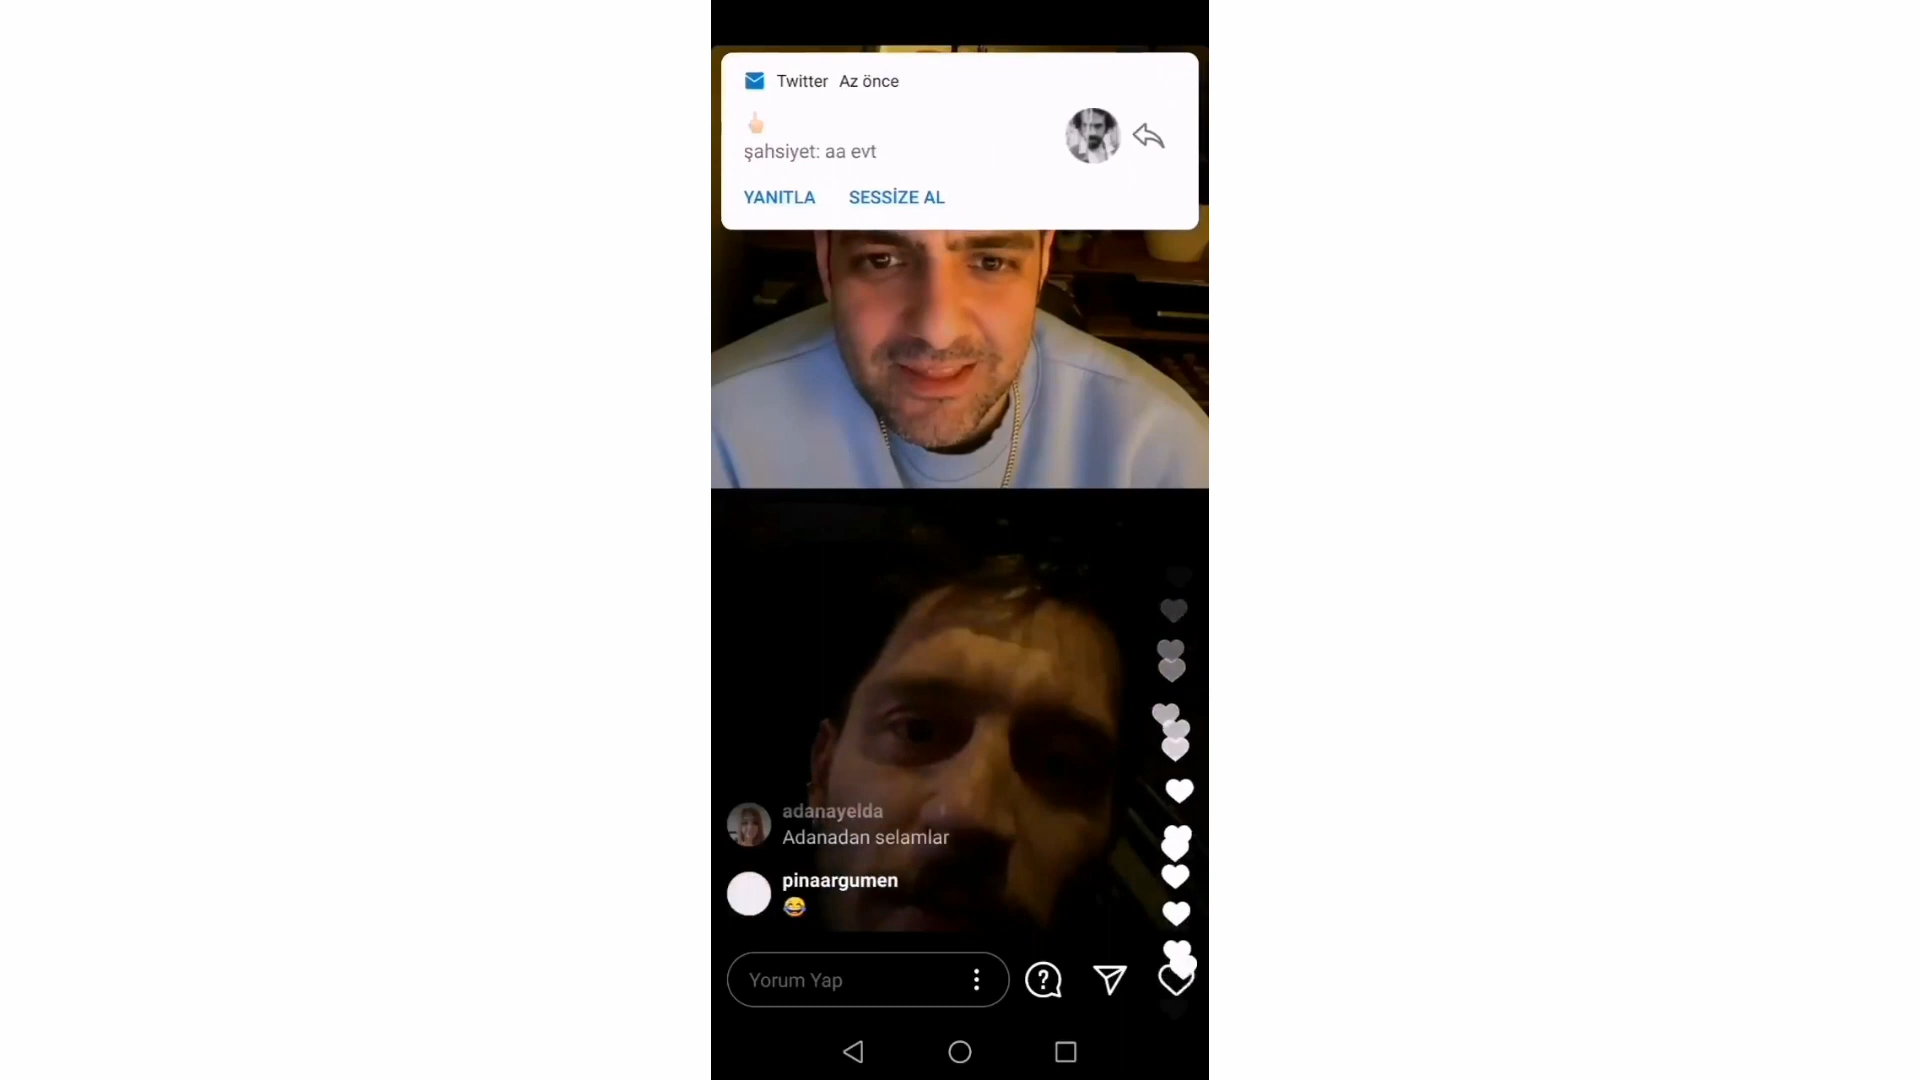 Twitter Az önce
🖕🏻
şahsiyet: aa evt
YANITLA SESSİZE AL
adanayelda
Adanadan selamlar
pinaargumen
😂
Yorum Yap